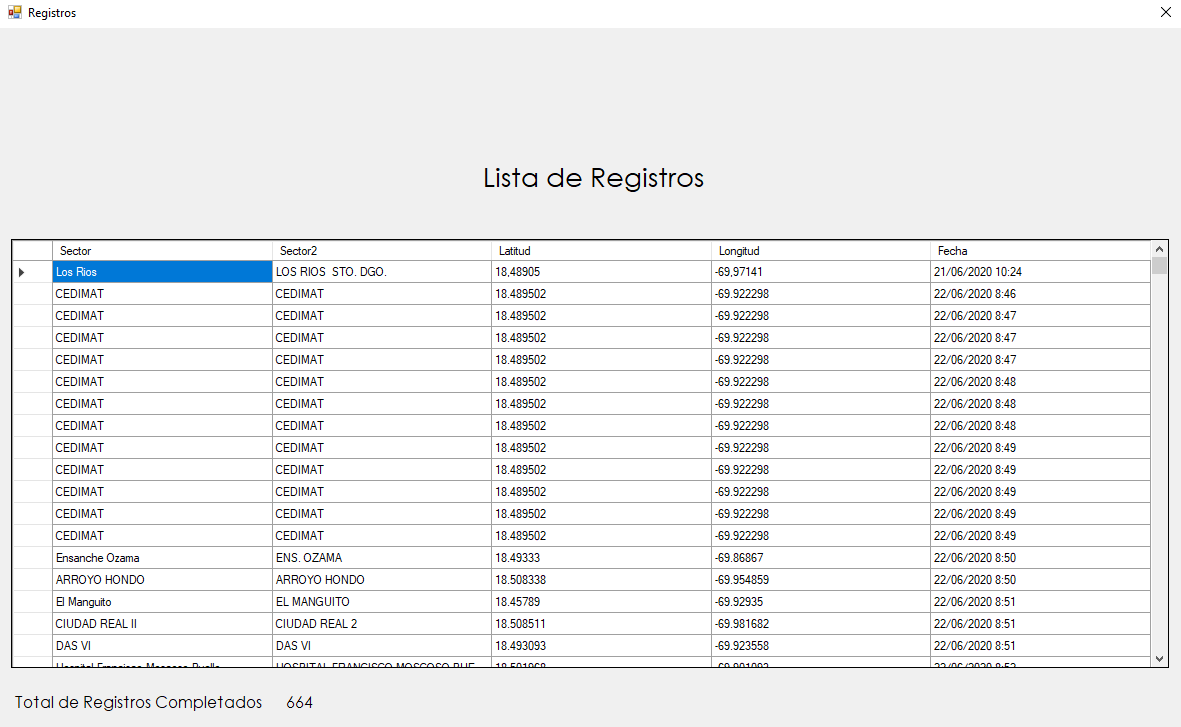 Registros
Lista de Registros
Sector Sector2 Latitud Longitud Fecha
Los Rios LOS RIOS STO. DGO. 18,48905 -69,97141 21/06/2020 10:24
CEDIMAT CEDIMAT 18.489502 -69.922298 22/06/2020 8:46
CEDIMAT CEDIMAT 18.489502 -69.922298 22/06/2020 8:47
CEDIMAT CEDIMAT 18.489502 -69.922298 22/06/2020 8:47
CEDIMAT CEDIMAT 18.489502 -69.922298 22/06/2020 8:47
CEDIMAT CEDIMAT 18.489502 -69.922298 22/06/2020 8:48
CEDIMAT CEDIMAT 18.489502 -69.922298 22/06/2020 8:48
CEDIMAT CEDIMAT 18.489502 -69.922298 22/06/2020 8:48
CEDIMAT CEDIMAT 18.489502 -69.922298 22/06/2020 8:49
CEDIMAT CEDIMAT 18.489502 -69.922298 22/06/2020 8:49
CEDIMAT CEDIMAT 18.489502 -69.922298 22/06/2020 8:49
CEDIMAT CEDIMAT 18.489502 -69.922298 22/06/2020 8:49
CEDIMAT CEDIMAT 18.489502 -69.922298 22/06/2020 8:49
Ensanche Ozama ENS. OZAMA 18.49333 -69.86867 22/06/2020 8:50
ARROYO HONDO ARROYO HONDO 18.508338 -69.954859 22/06/2020 8:50
El Manguito EL MANGUITO 18.45789 -69.92935 22/06/2020 8:51
CIUDAD REAL II CIUDAD REAL 2 18.508511 -69.981682 22/06/2020 8:51
DAS VI DAS VI 18.493093 -69.923558 22/06/2020 8:51
HOSPITAL FRANCISCO MOSCOSO PUE
Total de Registros Completados 664